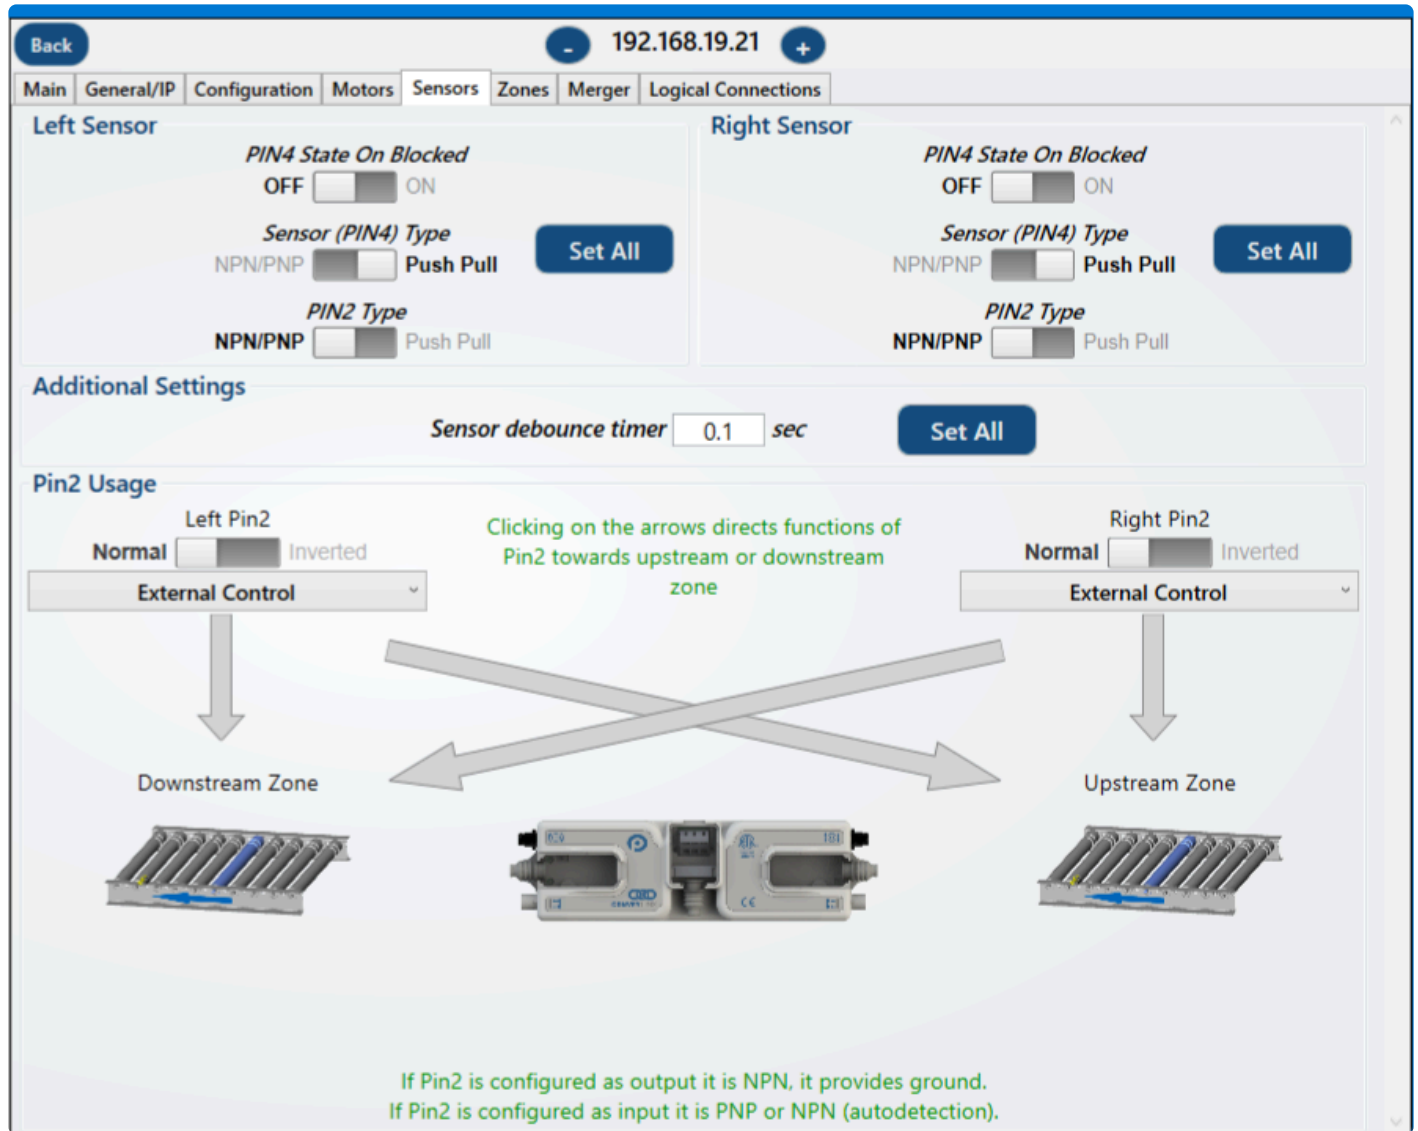 Back
- 192.168.19.21 +
Main General/IP Configuration Motors Sensors Zones Merger Logical Connections
Left Sensor
PIN4 State On Blocked
OFF ON
Sensor (PIN4) Type
NPN/PNP Push Pull
Set All
PIN2 Type
NPN/PNP Push Pull
Right Sensor
PIN4 State On Blocked
OFF ON
Sensor (PIN4) Type
NPN/PNP Push Pull
Set All
PIN2 Type
NPN/PNP Push Pull
Additional Settings
Sensor debounce timer 0.1 sec Set All
Pin2 Usage
Left Pin2
Normal Inverted
External Control
Clicking on the arrows directs functions of
Pin2 towards upstream or downstream
zone
Right Pin2
Normal Inverted
External Control
Downstream Zone
Upstream Zone
CE
If Pin2 is configured as output it is NPN, it provides ground.
If Pin2 is configured as input it is PNP or NPN (autodetection).